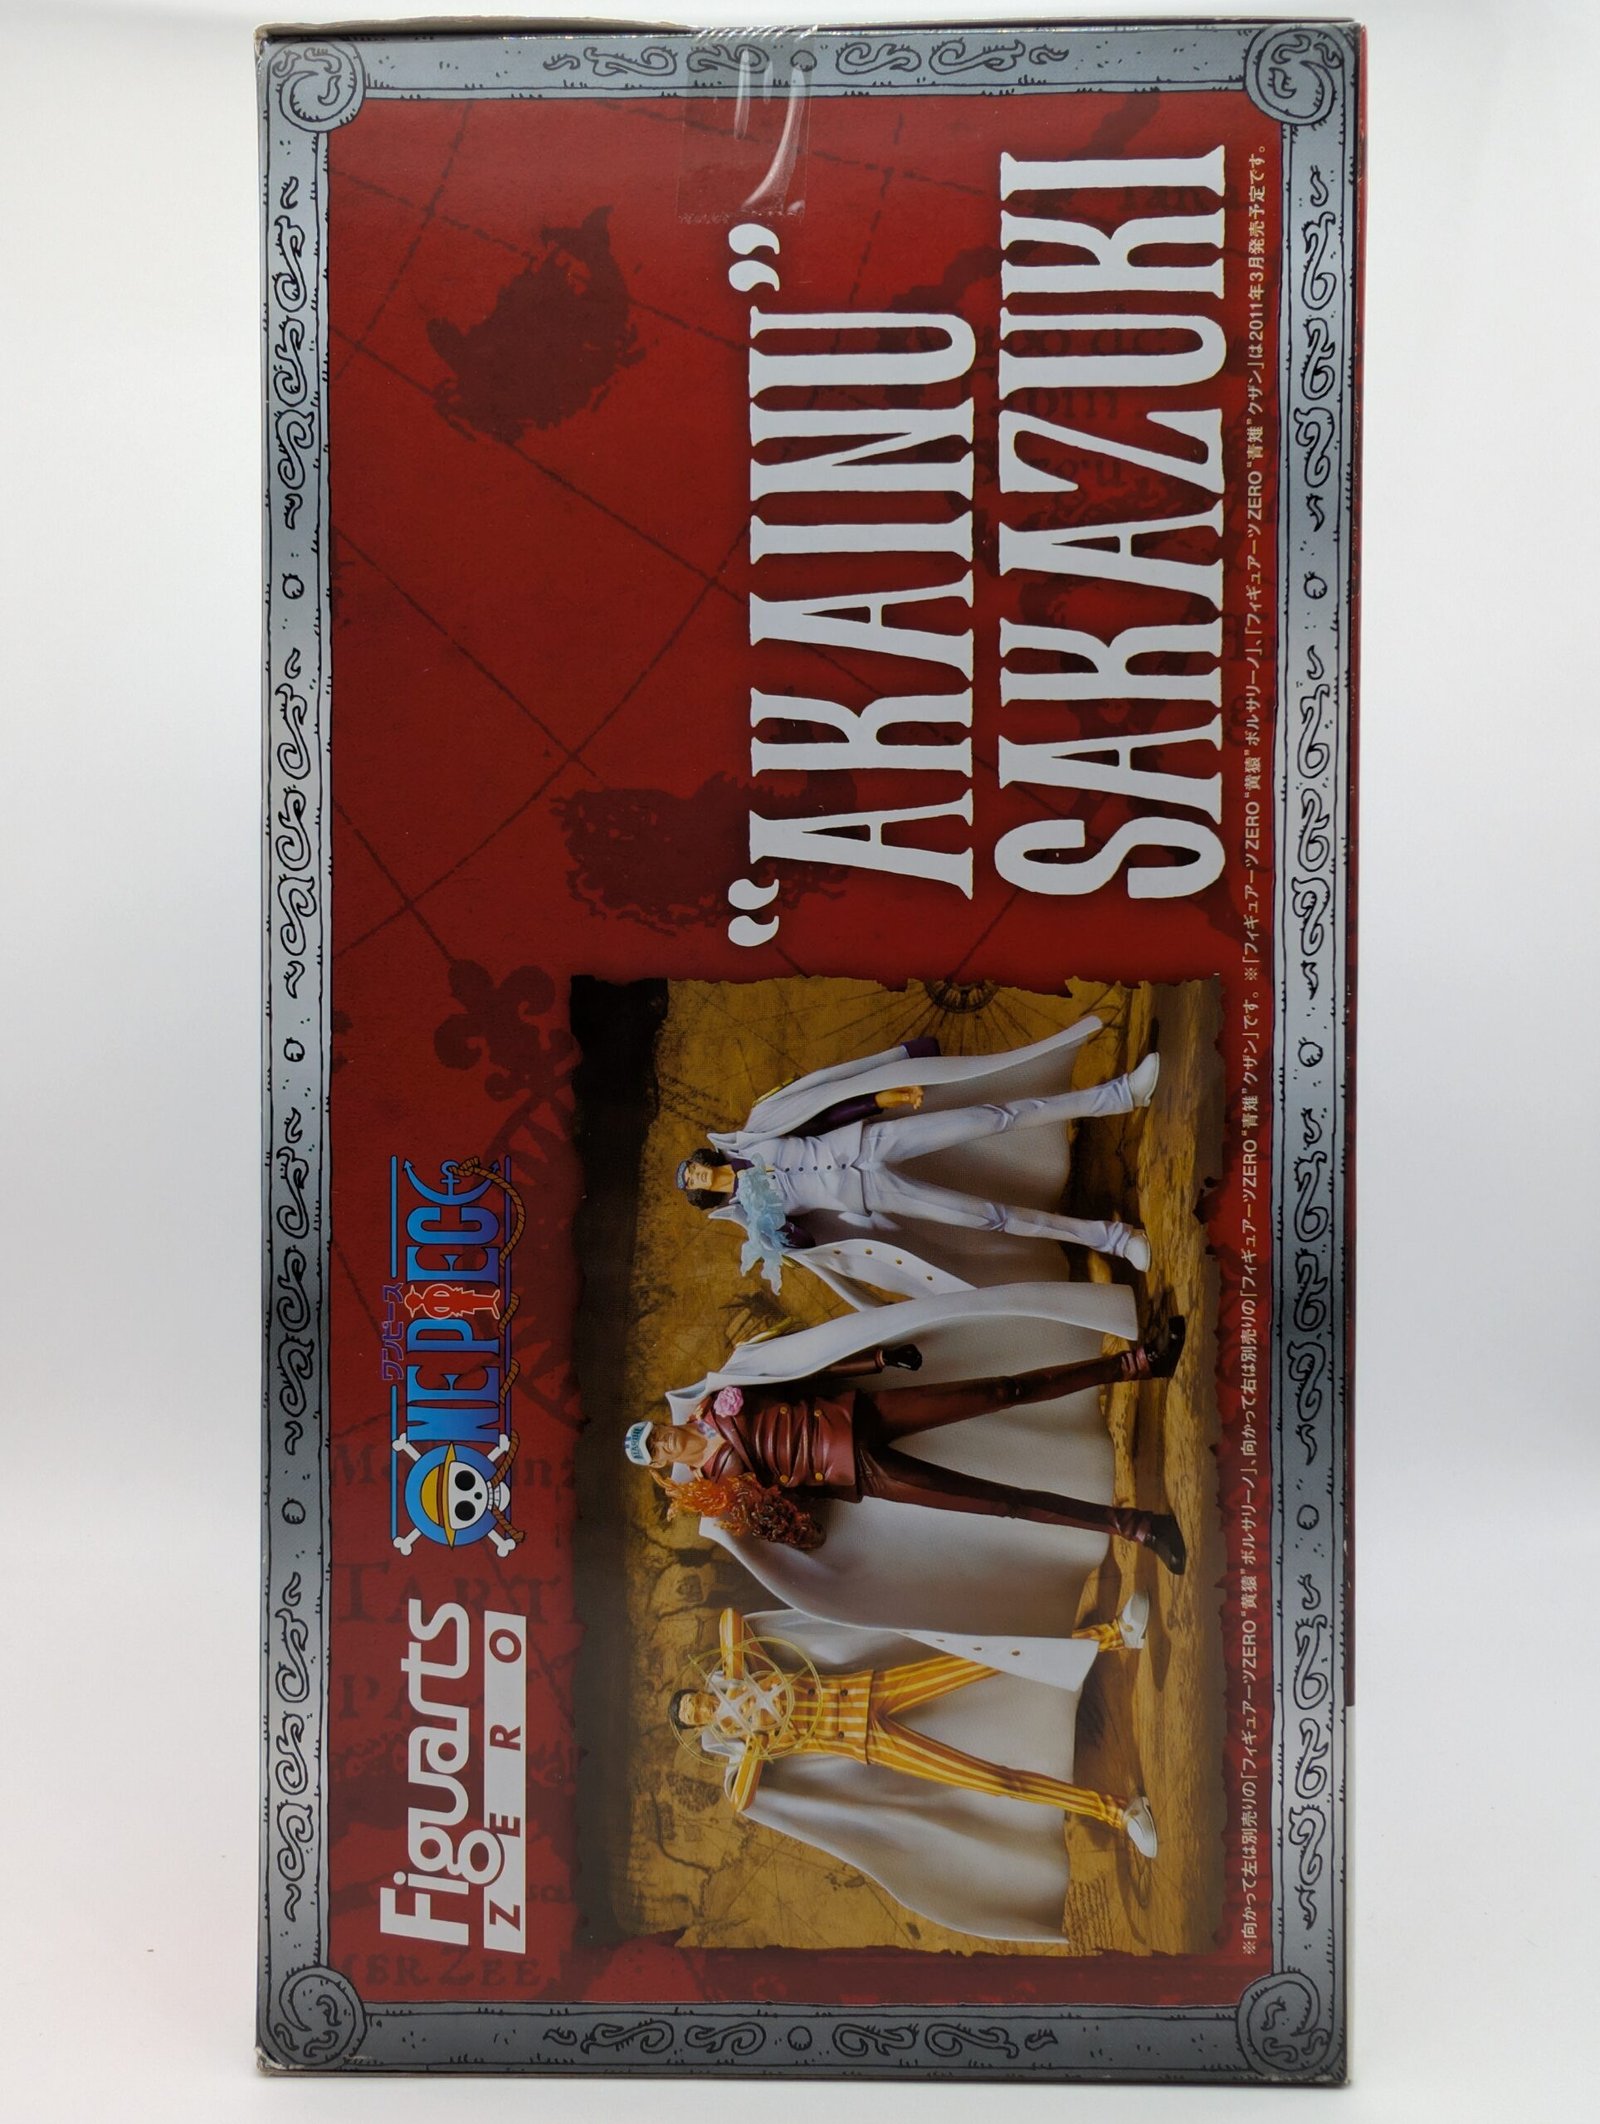 Figuarts
ZERO
ワンピース
ONE PIECE
"AKAINU"
SAKAZUKI
※向かって左は別売りの「フィギュアーツZERO“黄猿”ボルサリーノ」、向かって右は別売りの「フィギュアーツZERO“青雉”クザン」です。 ※「フィギュアーツZERO“黄猿”ボルサリーノ」、「フィギュアーツZERO“青雉”クザン」は2011年3月発売予定です。